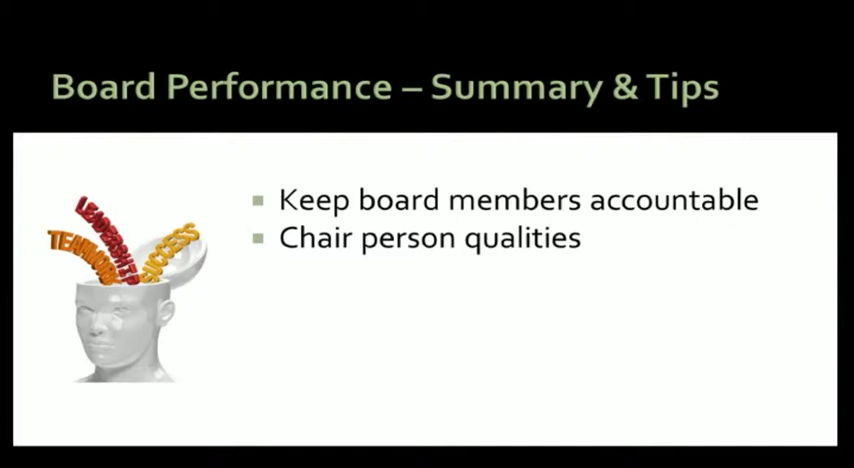 Board Performance – Summary & Tips
LEADERSHIP
TEAMWORK
SUCCESS
Keep board members accountable
Chair person qualities